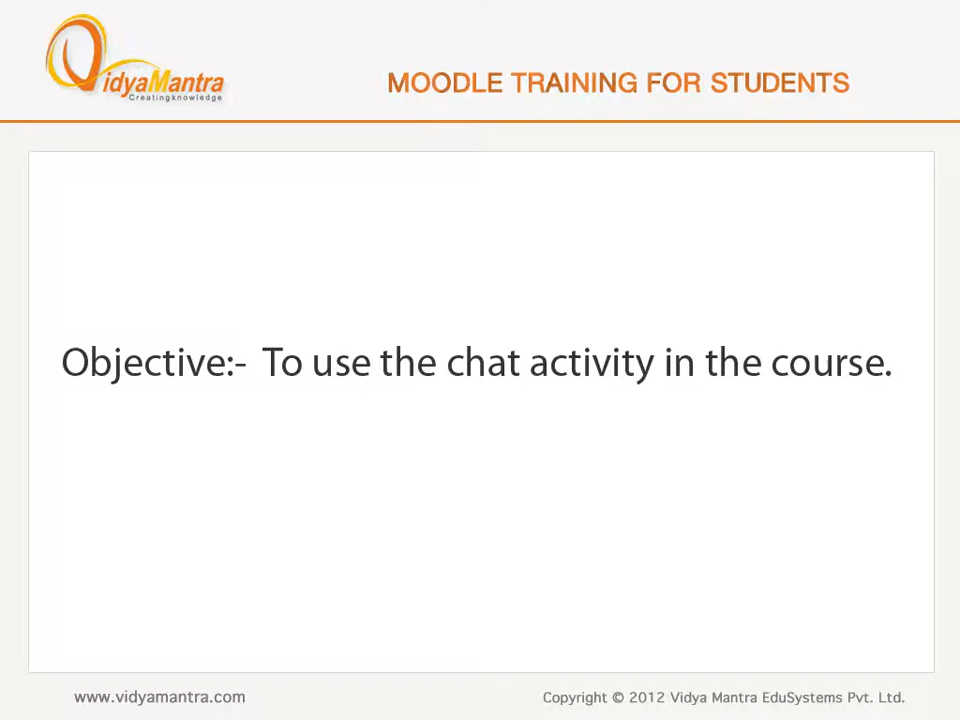 VidyaMantra
Creatingknowledge
MOODLE TRAINING FOR STUDENTS
Objective:- To use the chat activity in the course.
www.vidyamantra.com
Copyright © 2012 Vidya Mantra EduSystems Pvt. Ltd.